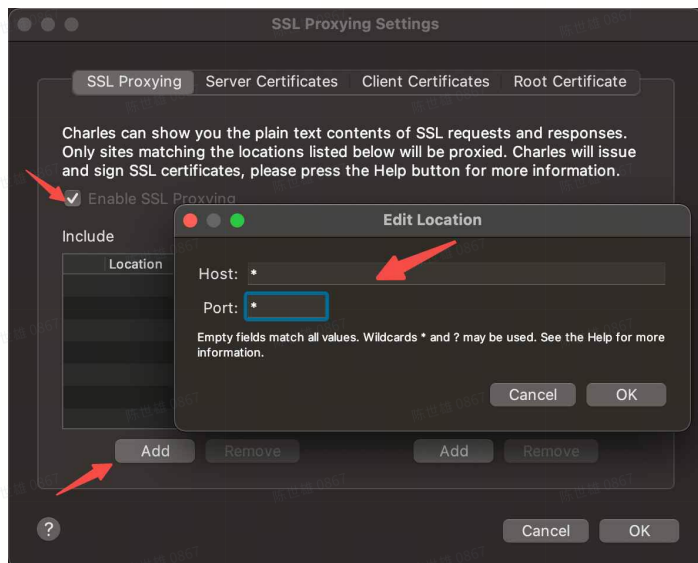 SSL Proxying Settings
SSL Proxying Server Certificates Client Certificates Root Certificate
Charles can show you the plain text contents of SSL requests and responses.
Only sites matching the locations listed below will be proxied. Charles will issue
and sign SSL certificates, please press the Help button for more information.
Enable SSL Proxying
Include
Location
Edit Location
Host: *
Port: *
Empty fields match all values. Wildcards * and ? may be used. See the Help for more
information.
Cancel OK
Add Remove Add Remove
? Cancel OK
陈世雄 0867